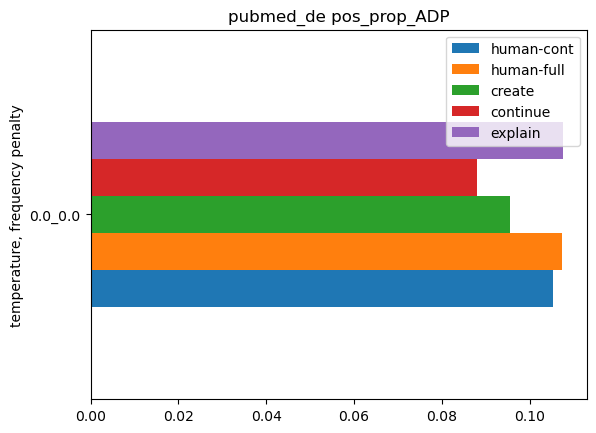 pubmed_de pos_prop_ADP
human-cont
human-full
create
continue
explain
temperature, frequency penalty
0.0_0.0
0.00 0.02 0.04 0.06 0.08 0.10